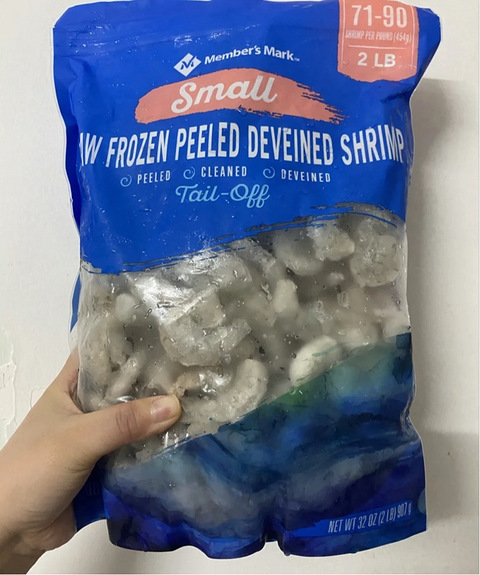 71-90
SHRIMP PER POUND (454g)
2 LB
Member's Mark™
Small
AW FROZEN PEELED DEVEINED SHRIMP
PEELED CLEANED DEVEINED
Tail-Off
NET WT 32 OZ (2 LB) 907 g